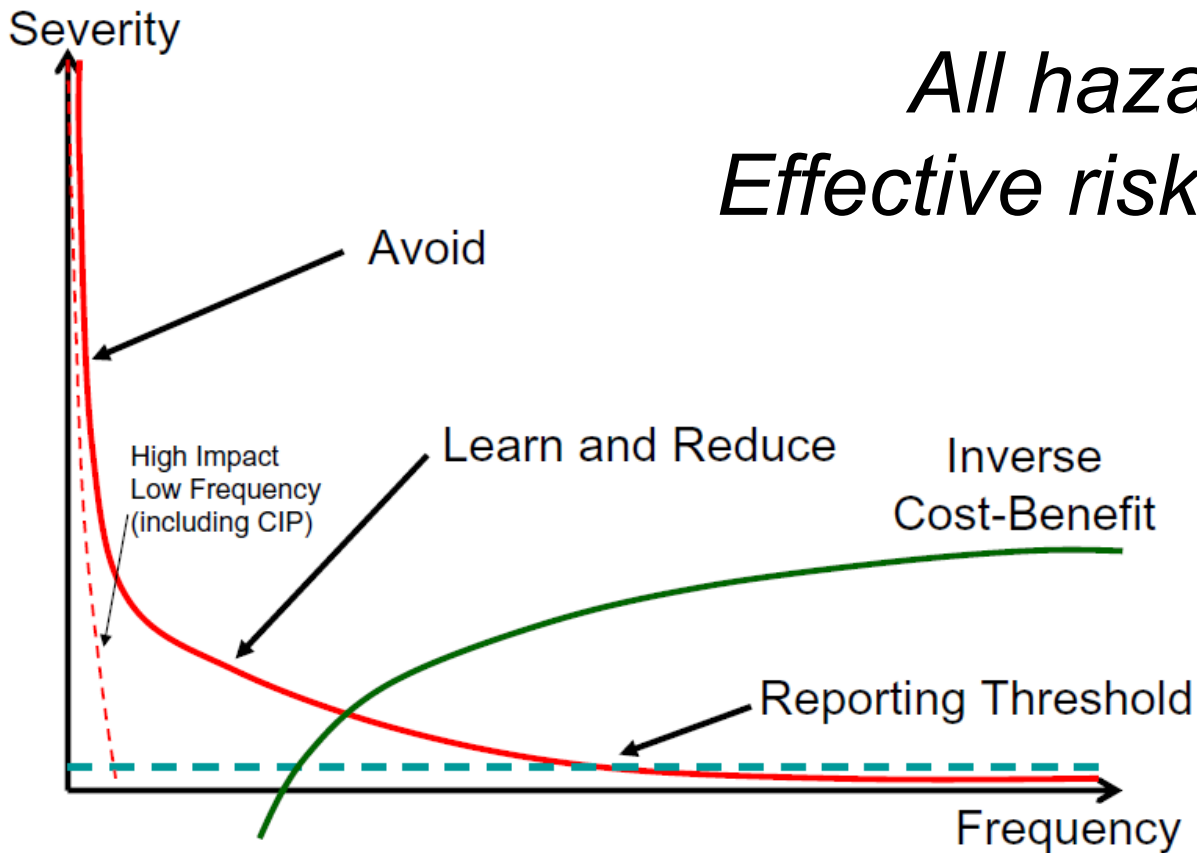 Severity
All haza
Effective risk
Avoid
Learn and Reduce
High Impact
Low Frequency
(including CIP)
Inverse
Cost-Benefit
Reporting Threshold
Frequency